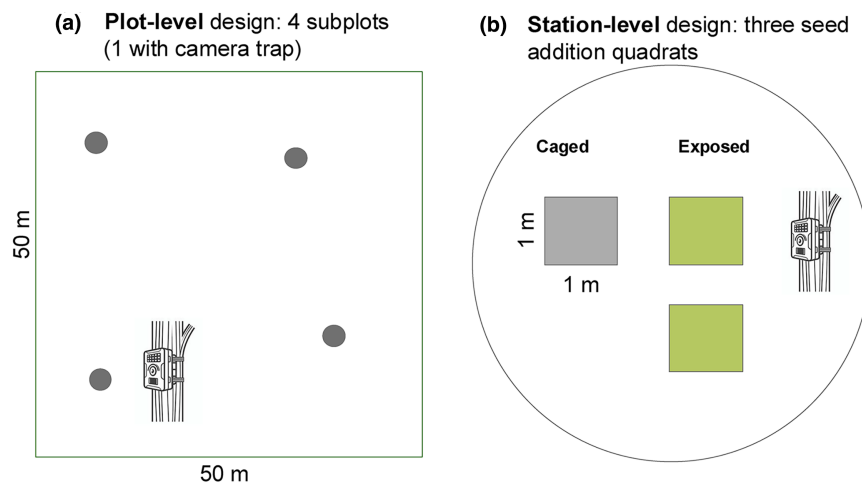 (a) Plot-level design: 4 subplots
(1 with camera trap)
50 m
50 m
(b) Station-level design: three seed
addition quadrats
Caged Exposed
1 m
1 m